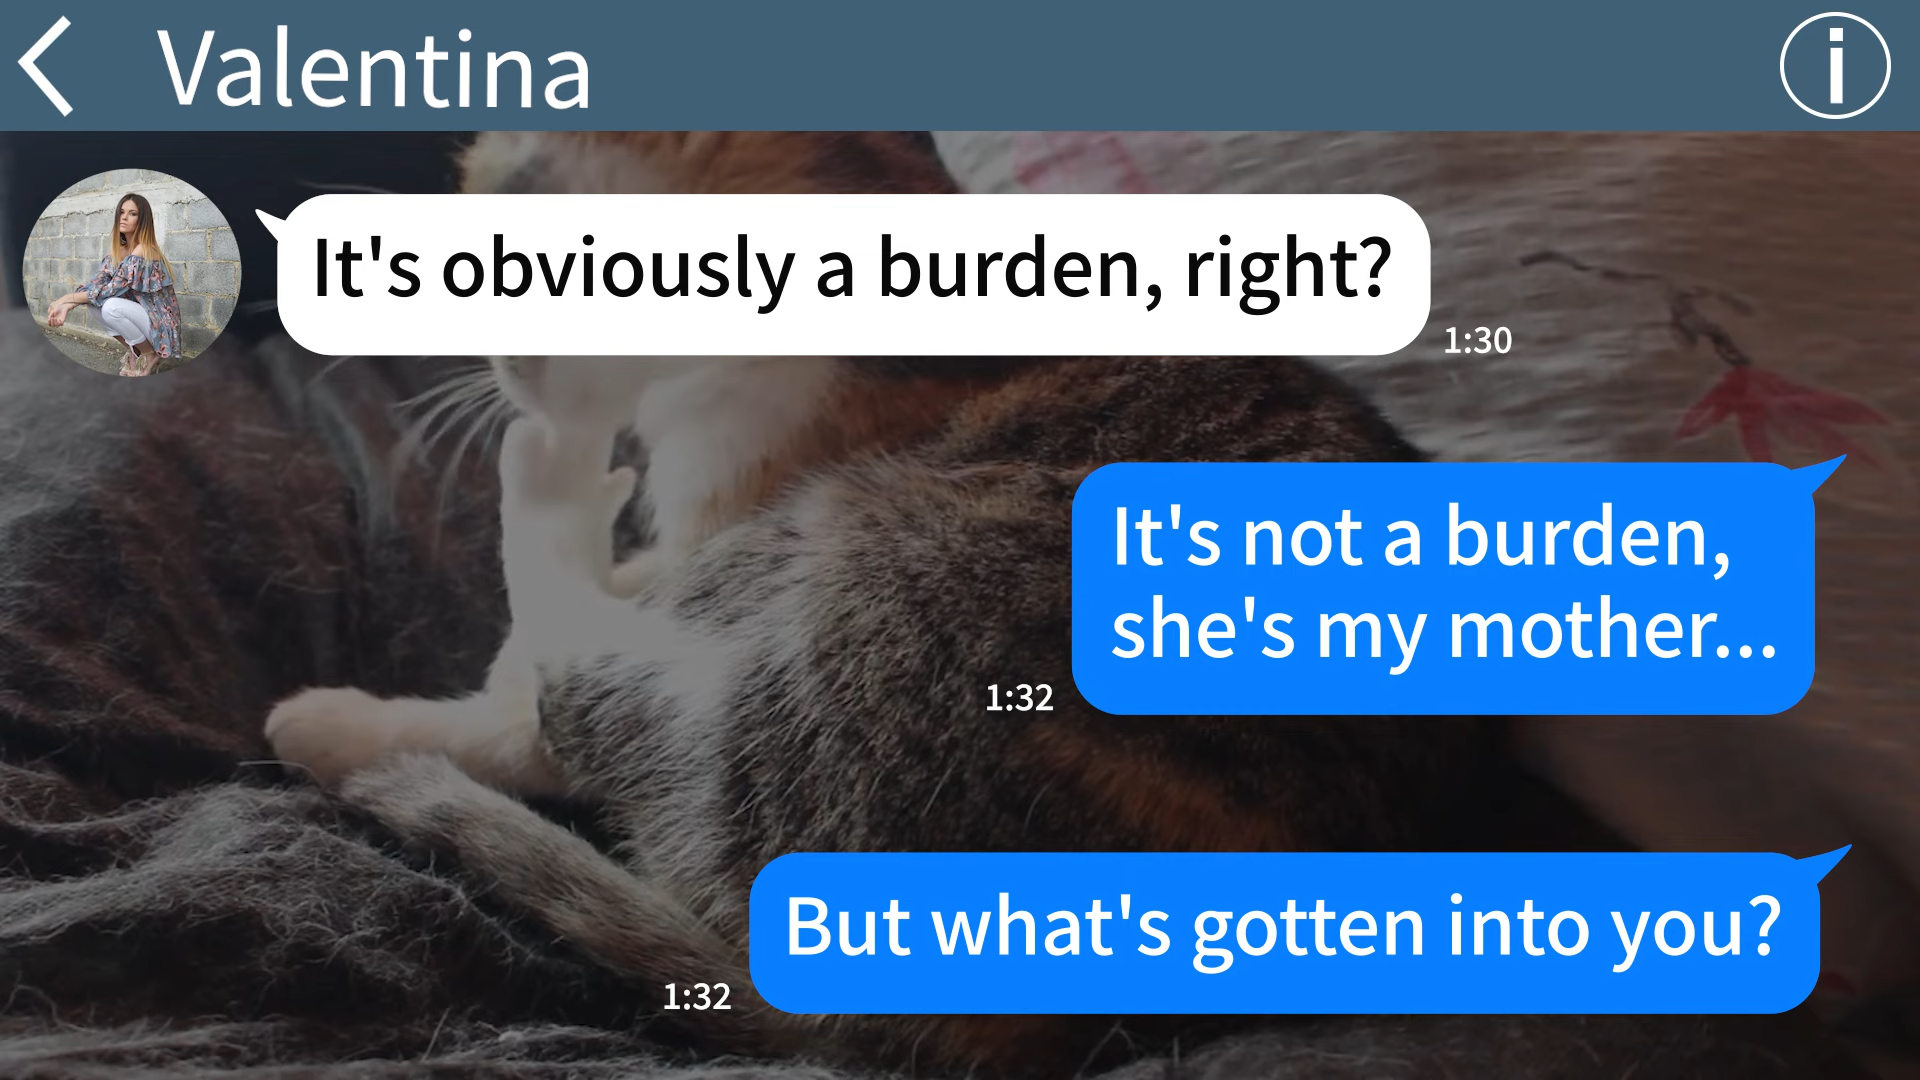 Valentina
It's obviously a burden, right?
1:30
It's not a burden,
she's my mother...
1:32
But what's gotten into you?
1:32